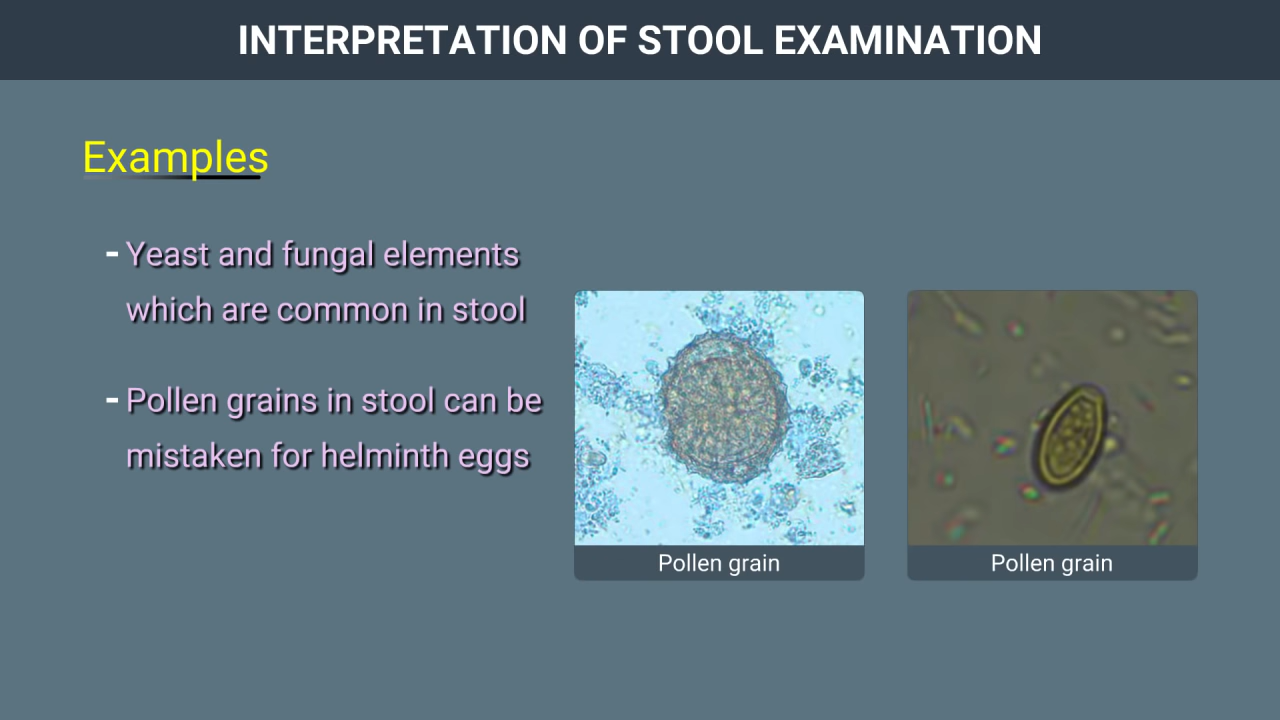 INTERPRETATION OF STOOL EXAMINATION
Examples
- Yeast and fungal elements
which are common in stool
- Pollen grains in stool can be
mistaken for helminth eggs
Pollen grain
Pollen grain